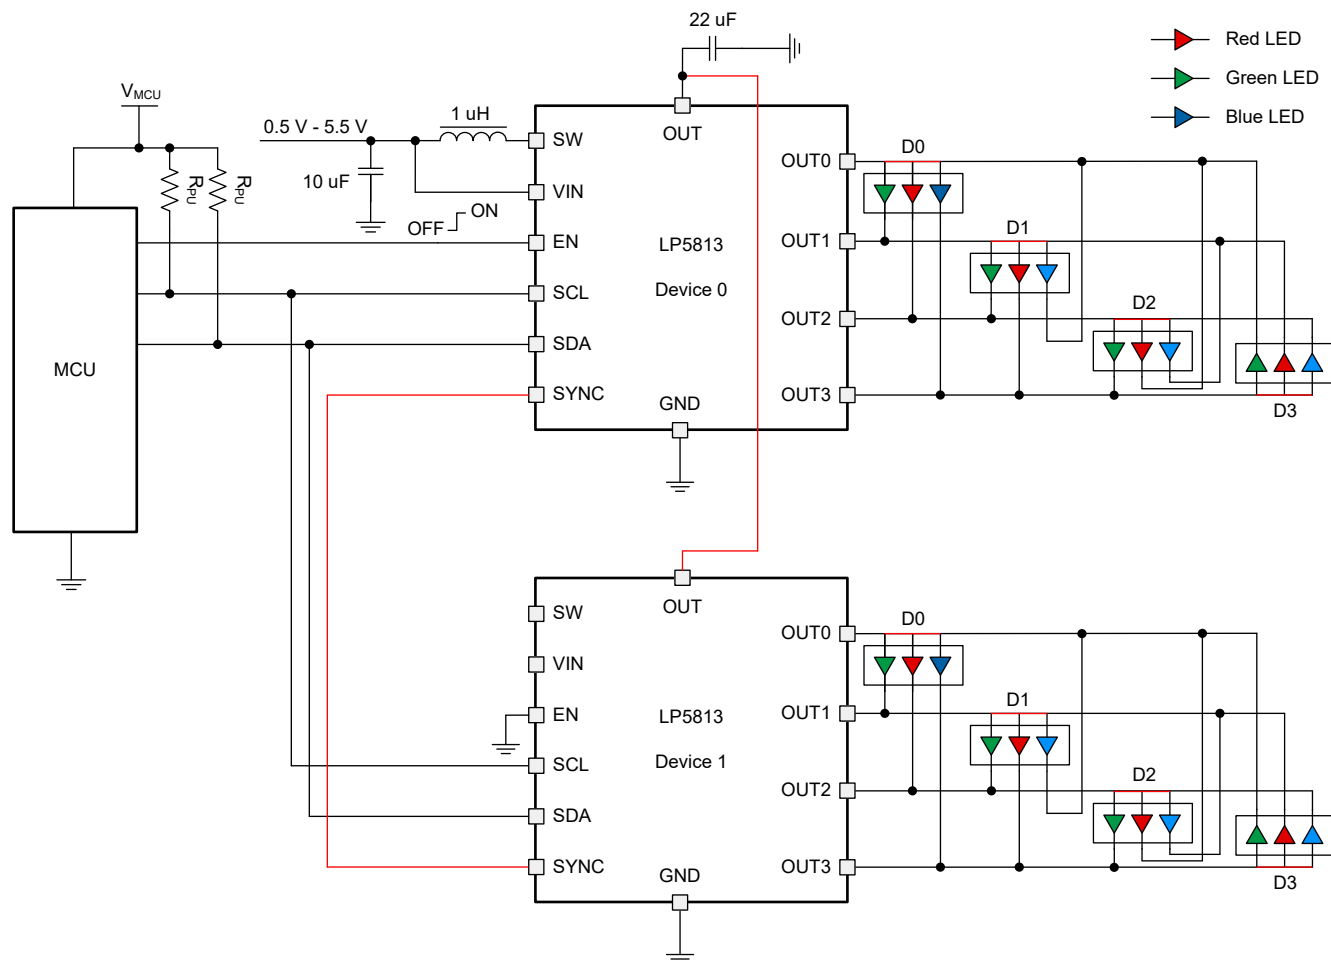 22 uF
Red LED
Green LED
Blue LED
VMCU
RPU
RPU
0.5 V - 5.5 V
1 uH
10 uF
OFF
ON
MCU
OUT
SW
VIN
EN
SCL
SDA
SYNC
LP5813
Device 0
GND
OUT0
OUT1
OUT2
OUT3
D0
D1
D2
D3
OUT
SW
VIN
EN
SCL
SDA
SYNC
LP5813
Device 1
GND
OUT0
OUT1
OUT2
OUT3
D0
D1
D2
D3